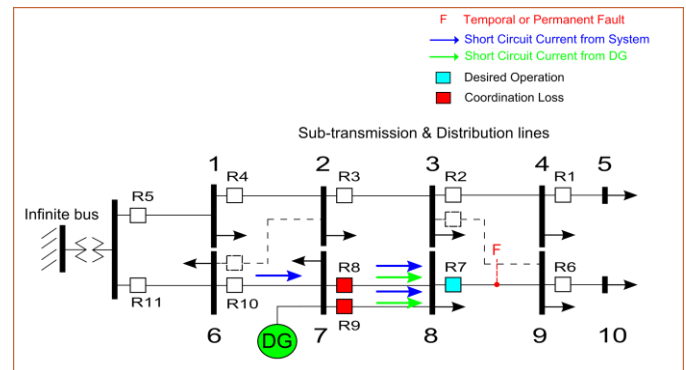 F Temporal or Permanent Fault
Short Circuit Current from System
Short Circuit Current from DG
Desired Operation
Coordination Loss
Sub-transmission & Distribution lines
1 2 3 4 5
R5 R4 R3 R2 R1
Infinite bus
F
R11 R10 R8 R7 R6
R9
DG
6 7 8 9 10